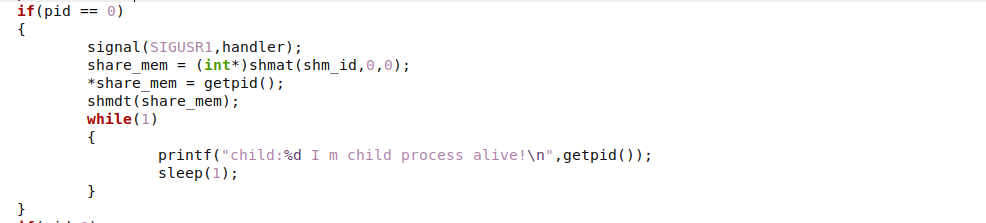 if(pid == 0)
{
signal(SIGUSR1,handler);
share_mem = (int*)shmat(shm_id,0,0);
*share_mem = getpid();
shmdt(share_mem);
while(1)
{
printf("child:%d I m child process alive!\n",getpid());
sleep(1);
}
}